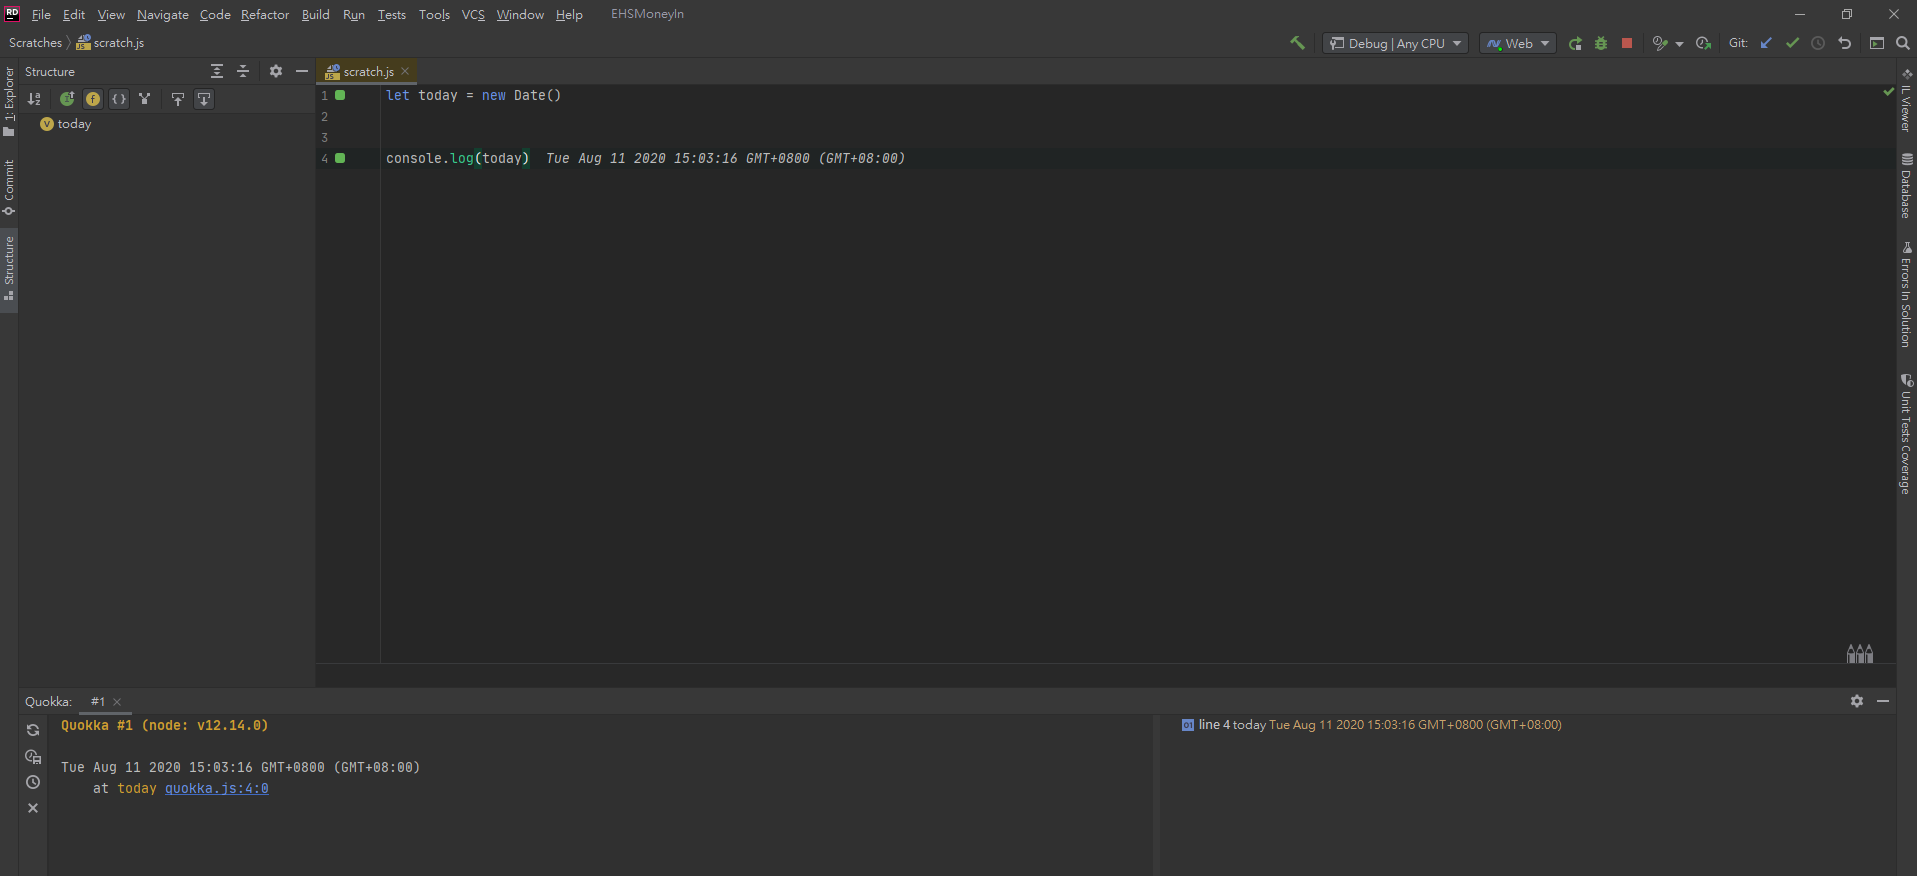 RD File Edit View Navigate Code Refactor Build Run Tests Tools VCS Window Help EHSMoneyIn
Scratches scratch.js Debug | Any CPU Web Git:
1: Explorer
Commit
Structure
Structure
today
scratch.js
1 let today = new Date()
2
3
4 console.log(today) Tue Aug 11 2020 15:03:16 GMT+0800 (GMT+08:00)
IL Viewer
Database
Errors In Solution
Unit Tests Coverage
Quokka: #1
Quokka #1 (node: v12.14.0)
Tue Aug 11 2020 15:03:16 GMT+0800 (GMT+08:00)
at today quokka.js:4:0
line 4 today Tue Aug 11 2020 15:03:16 GMT+0800 (GMT+08:00)